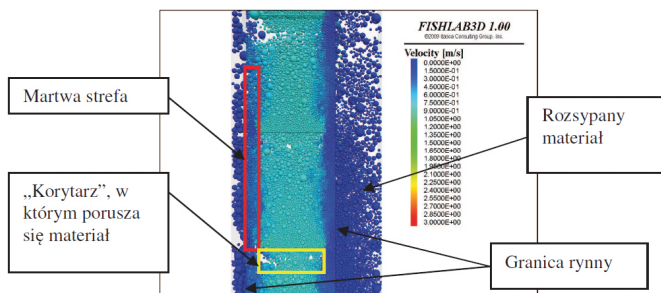 FISHLAB3D 1.00
©2009 Itasca Consulting Group, Inc.
Velocity [m/s]
0.0000E+00
1.5000E-01
3.0000E-01
4.5000E-01
6.0000E-01
7.5000E-01
9.0000E-01
1.0500E+00
1.2000E+00
1.3500E+00
1.5000E+00
1.6500E+00
1.8000E+00
1.9500E+00
2.1000E+00
2.2500E+00
2.4000E+00
2.5500E+00
2.7000E+00
2.8500E+00
3.0000E+00
Martwa strefa
„Korytarz”, w
którym porusza
się materiał
Rozsypany
materiał
Granica rynny